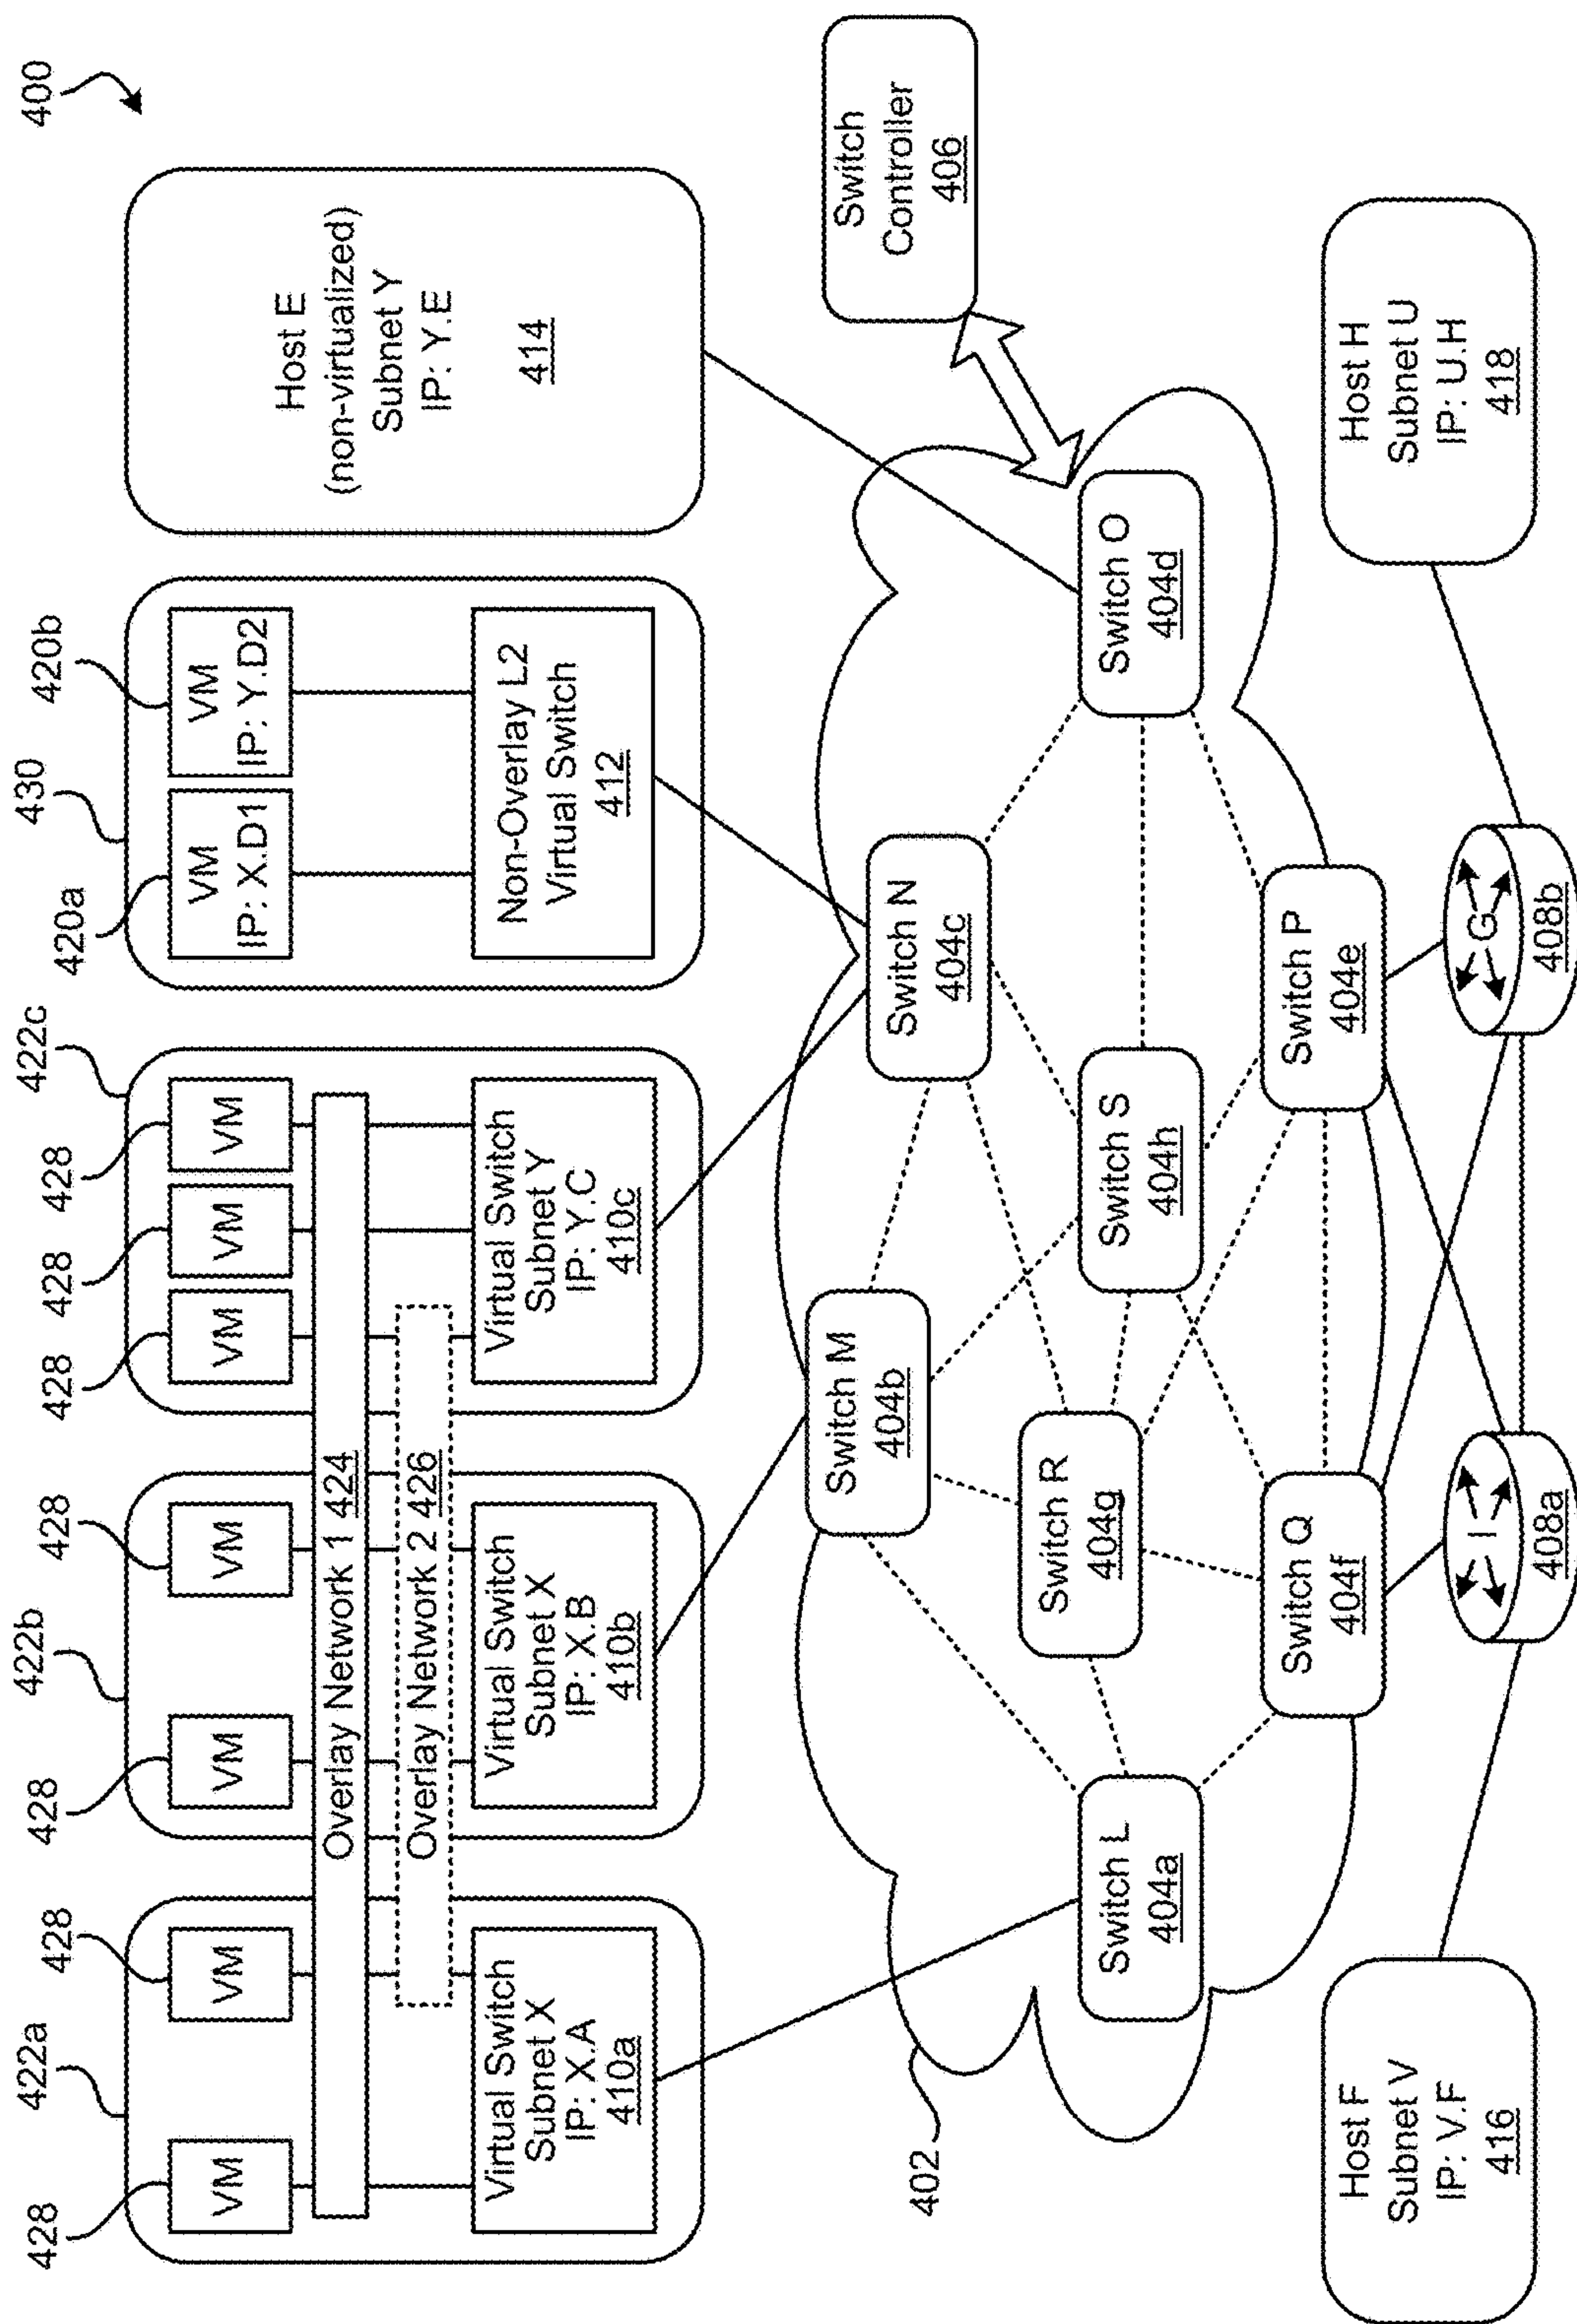 400
422a
422b
422c
430
420a
420b
428
428
428
428
428
428
428
VM
VM
VM
VM
VM
VM
VM
VM
IP: X.D1
VM
IP: Y.D2
Overlay Network 1 424
Overlay Network 2 426
Virtual Switch
Subnet X
IP: X.A
410a
Virtual Switch
Subnet X
IP: X.B
410b
Virtual Switch
Subnet Y
IP: Y.C
410c
Non-Overlay L2
Virtual Switch
412
Host E
(non-virtualized)
Subnet Y
IP: Y.E
414
Switch
Controller
406
402
Switch M
404b
Switch N
404c
Switch R
404g
Switch L
404a
Switch S
404h
Switch O
404d
Switch Q
404f
Switch P
404e
Host F
Subnet V
IP: V.F
416
I
408a
G
408b
Host H
Subnet U
IP: U.H
418